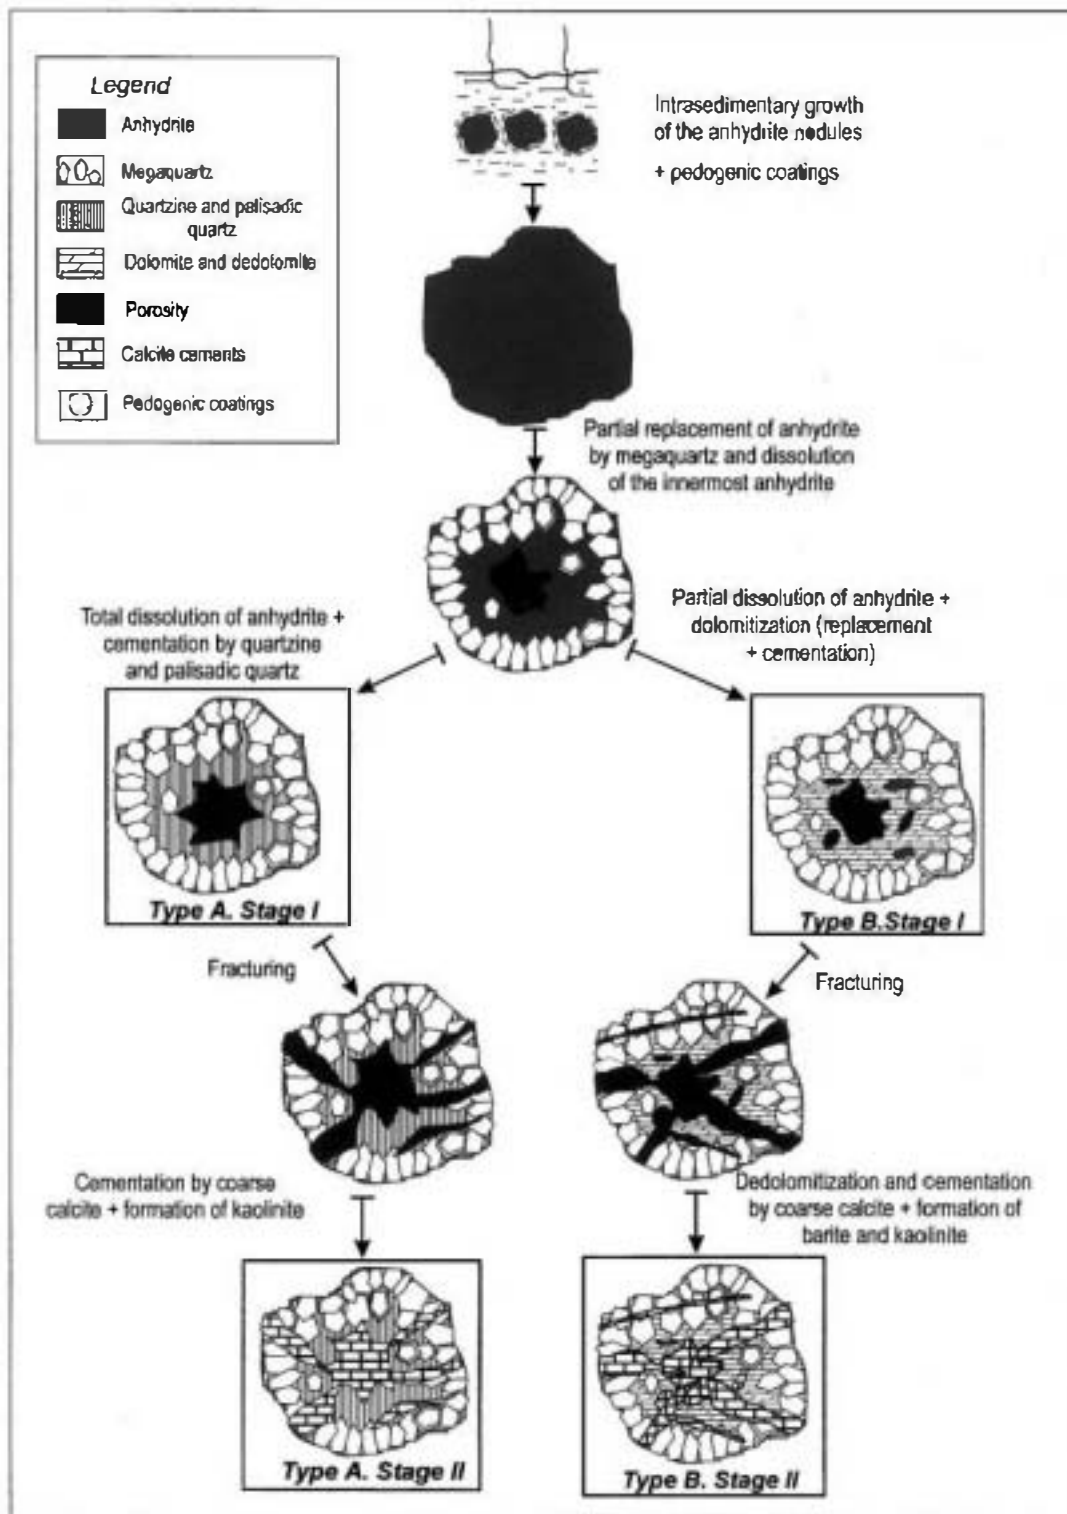 Legend
Anhydrite
Megaquartz
Quartzine and palisadic
quartz
Dolomite and dedolomite
Porosity
Calcite cements
Pedogenic coatings
Intrasedimentary growth
of the anhydrite nodules
+ pedogenic coatings
Partial replacement of anhydrite
by megaquartz and dissolution
of the innermost anhydrite
Total dissolution of anhydrite +
cementation by quartzine
and palisadic quartz
Partial dissolution of anhydrite +
dolomitization (replacement
+ cementation)
Type A. Stage I
Type B.Stage I
Fracturing
Fracturing
Cementation by coarse
calcite + formation of kaolinite
Dedolomitization and cementation
by coarse calcite + formation of
barite and kaolinite
Type A. Stage II
Type B. Stage II